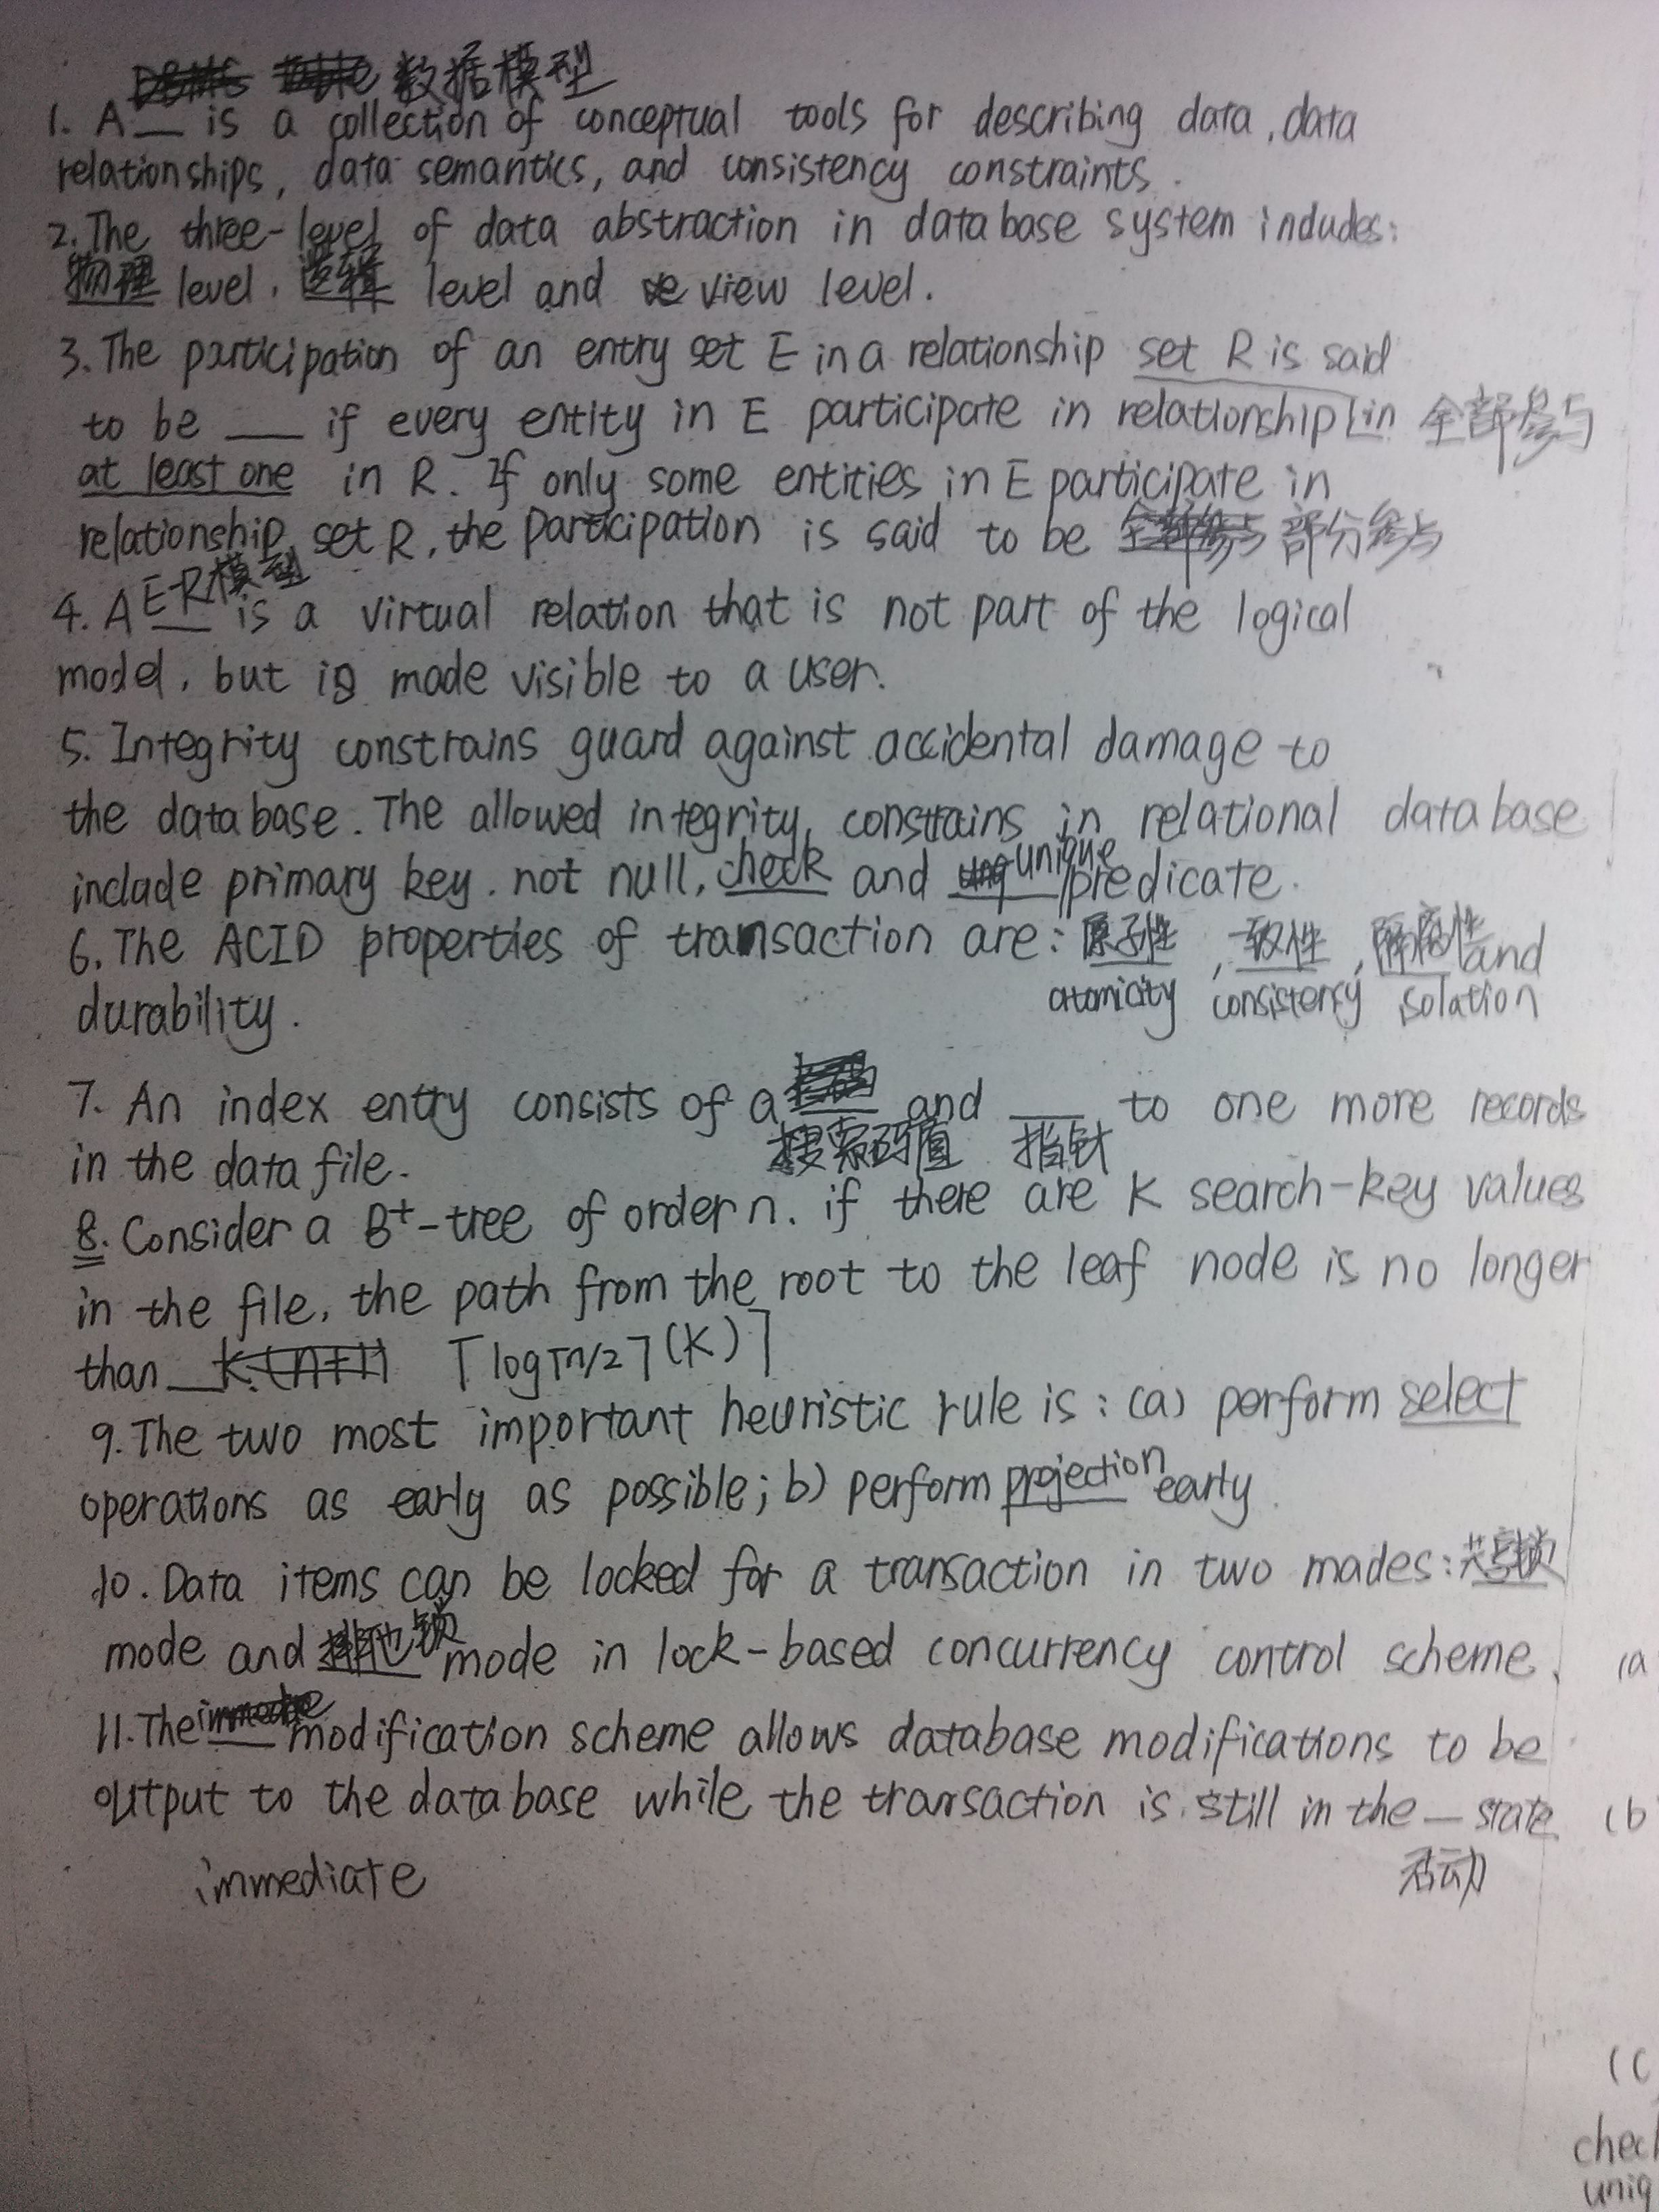 数据模型
1. A __ is a collection of conceptual tools for describing data, data
relationships, data semantics, and consistency constraints.
2. The three-level of data abstraction in database system indudes:
物理 level, 逻辑 level and view level.
3. The participation of an entry set E in a relationship set R is said
to be __ if every entity in E participate in relationship in 全部参与
at least one in R. If only some entities in E participate in
relationship set R, the participation is said to be 部分参与
E-R模型
4. A __ is a virtual relation that is not part of the logical
model, but is made visible to a user.
5. Integrity constrains guard against accidental damage to
the database. The allowed integrity constrains in relational database
include primary key. not null, check and unique predicate.
6. The ACID properties of transaction are: 原子性, 一致性, 隔离性 and
atomicity consistency isolation
durability.
7. An index entry consists of a __ and __ to one more records
搜索码值 指针
in the data file.
8. Consider a B+-tree of order n. if there are K search-key values
in the file, the path from the root to the leaf node is no longer
than __ ⌈log⌈n/2⌉(K)⌉
9. The two most important heuristic rule is: (a) perform select
operations as early as possible; b) perform projection early.
10. Data items can be locked for a transaction in two mades: 共享锁
mode and 排他锁 mode in lock-based concurrency control scheme.
(a
11. The __ modification scheme allows database modifications to be
output to the database while the transaction is still in the __ state
(b
immediate
活动
(c
check
uniq